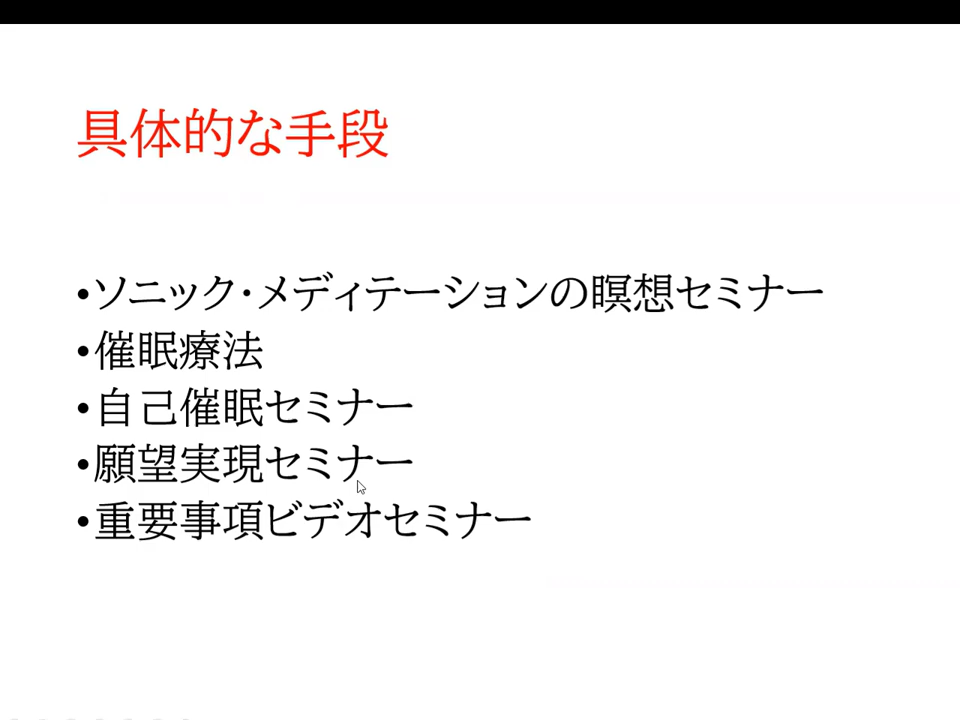 具体的な手段
•ソニック・メディテーションの瞑想セミナー
•催眠療法
•自己催眠セミナー
•願望実現セミナー
•重要事項ビデオセミナー